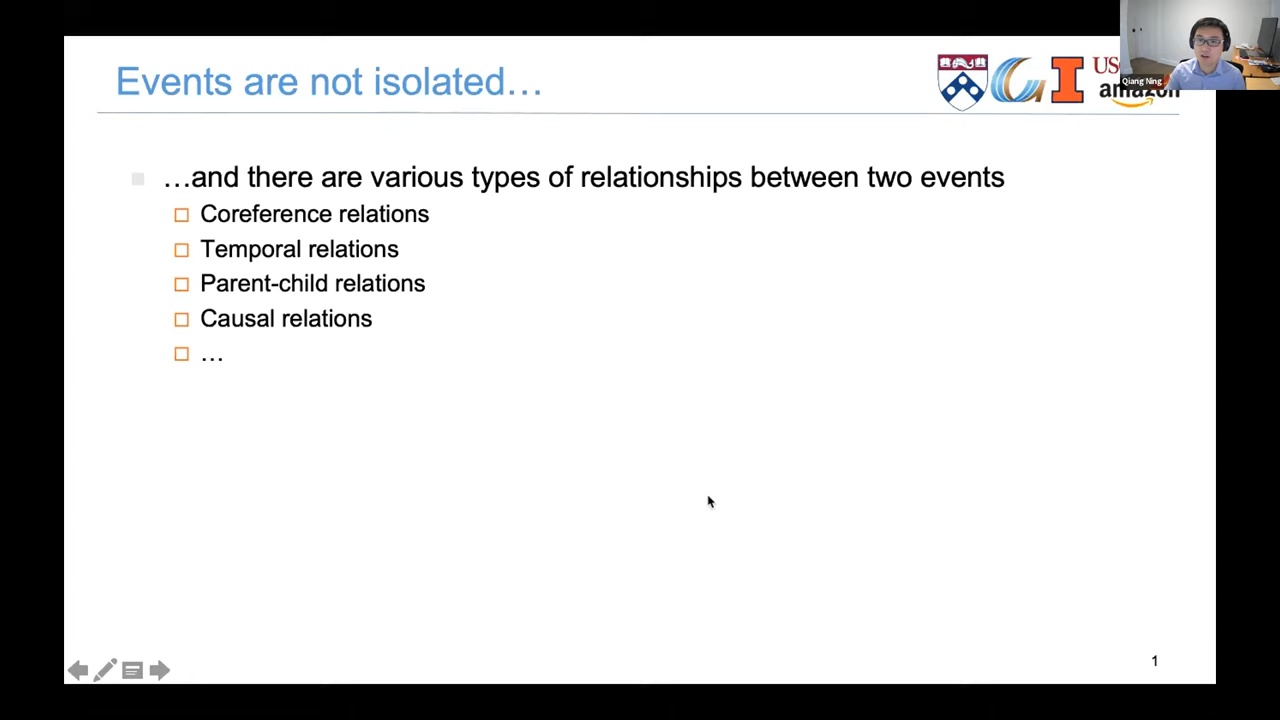 Events are not isolated…
US
amazon
Qiang Ning
…and there are various types of relationships between two events
Coreference relations
Temporal relations
Parent-child relations
Causal relations
…
1